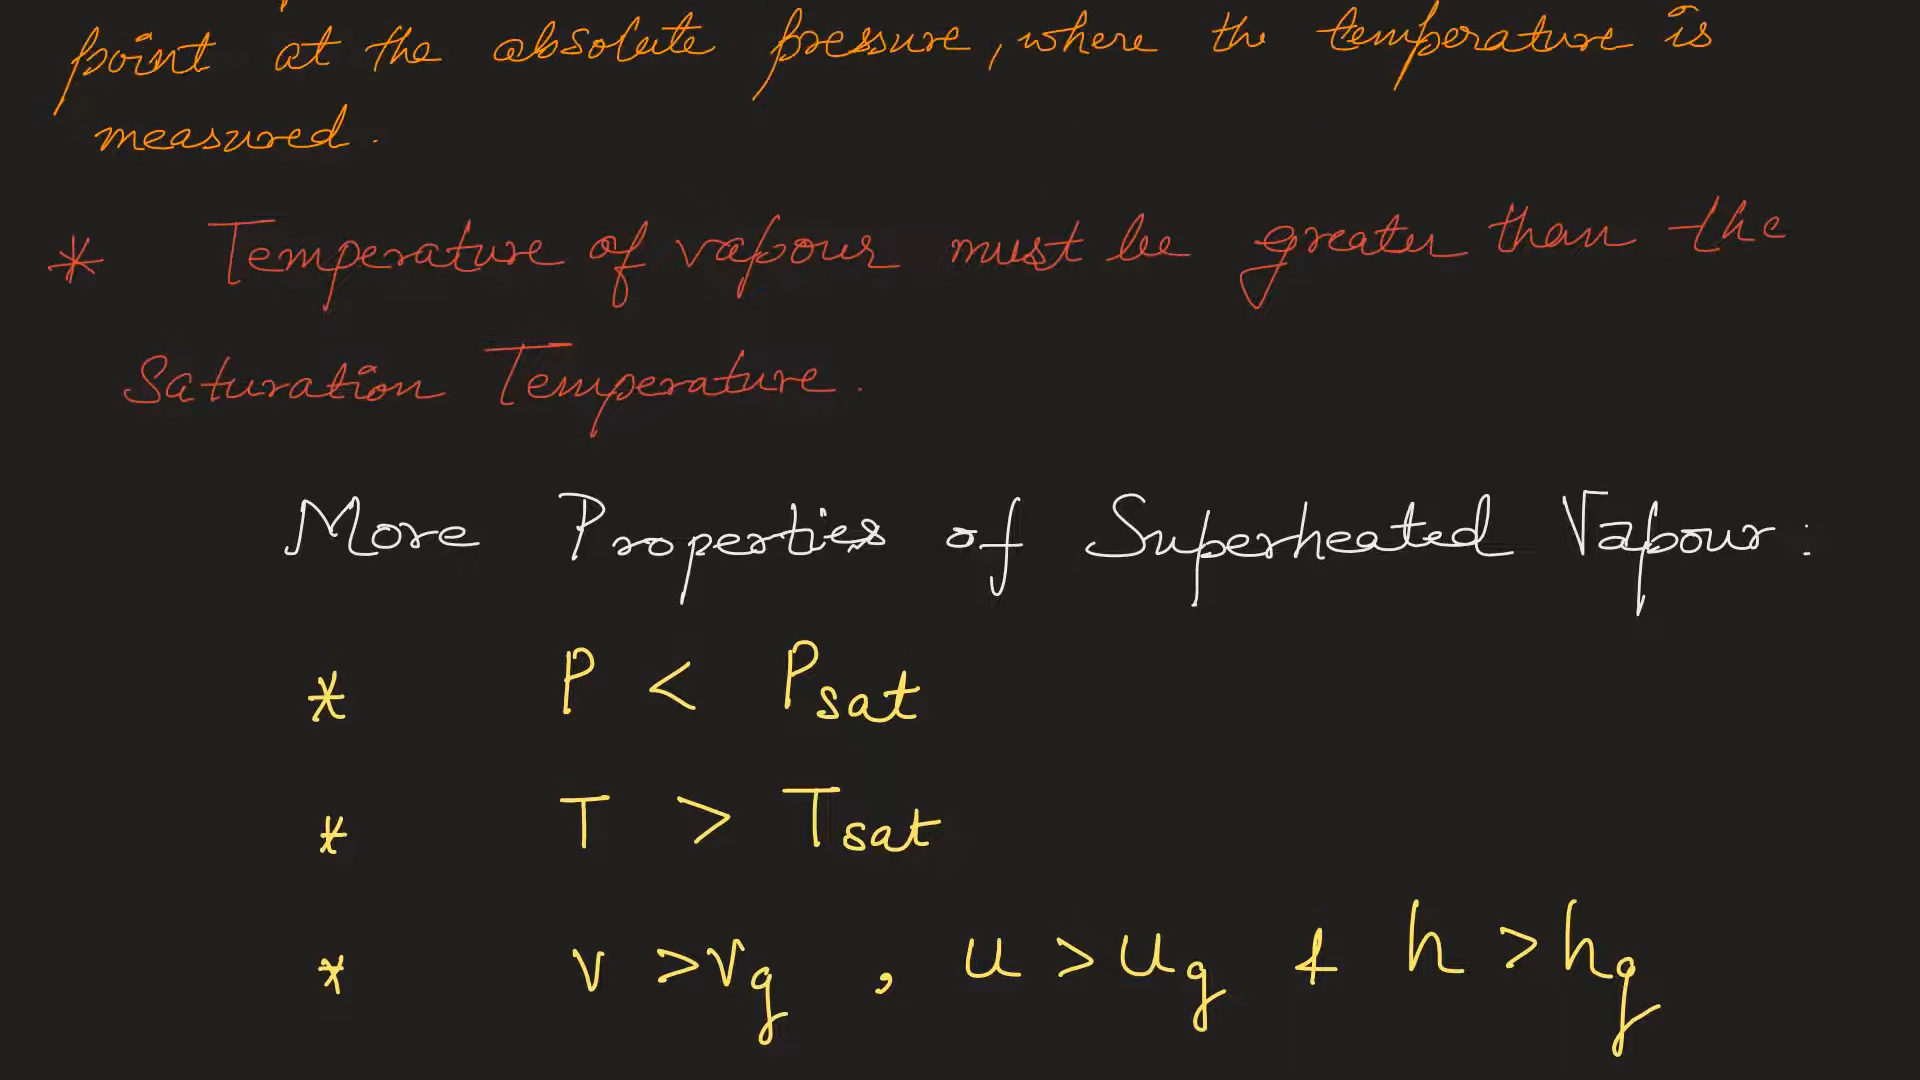 point at the absolute pressure, where the temperature is
measured.
* Temperature of vapour must be greater than the
Saturation Temperature.
More Properties of Superheated Vapour:
* P < Psat
* T > Tsat
* v > vg , u > ug & h > hg